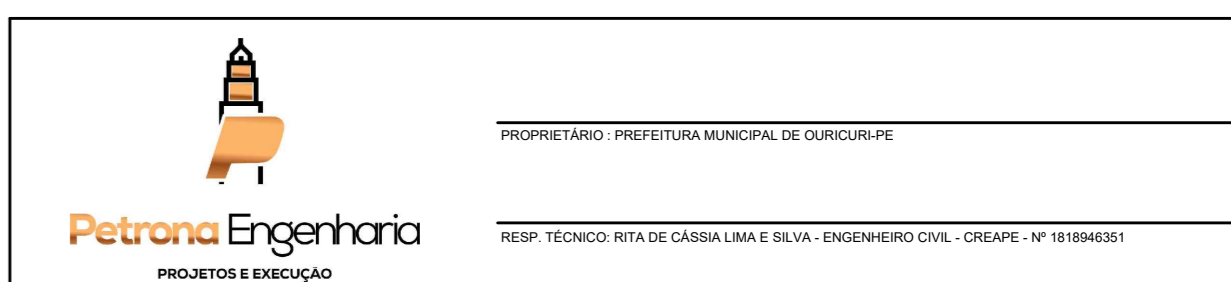 Petrona Engenharia
PROJETOS E EXECUÇÃO
PROPRIETÁRIO : PREFEITURA MUNICIPAL DE OURICURI-PE
RESP. TÉCNICO: RITA DE CÁSSIA LIMA E SILVA - ENGENHEIRO CIVIL - CREAPE - Nº 1818946351